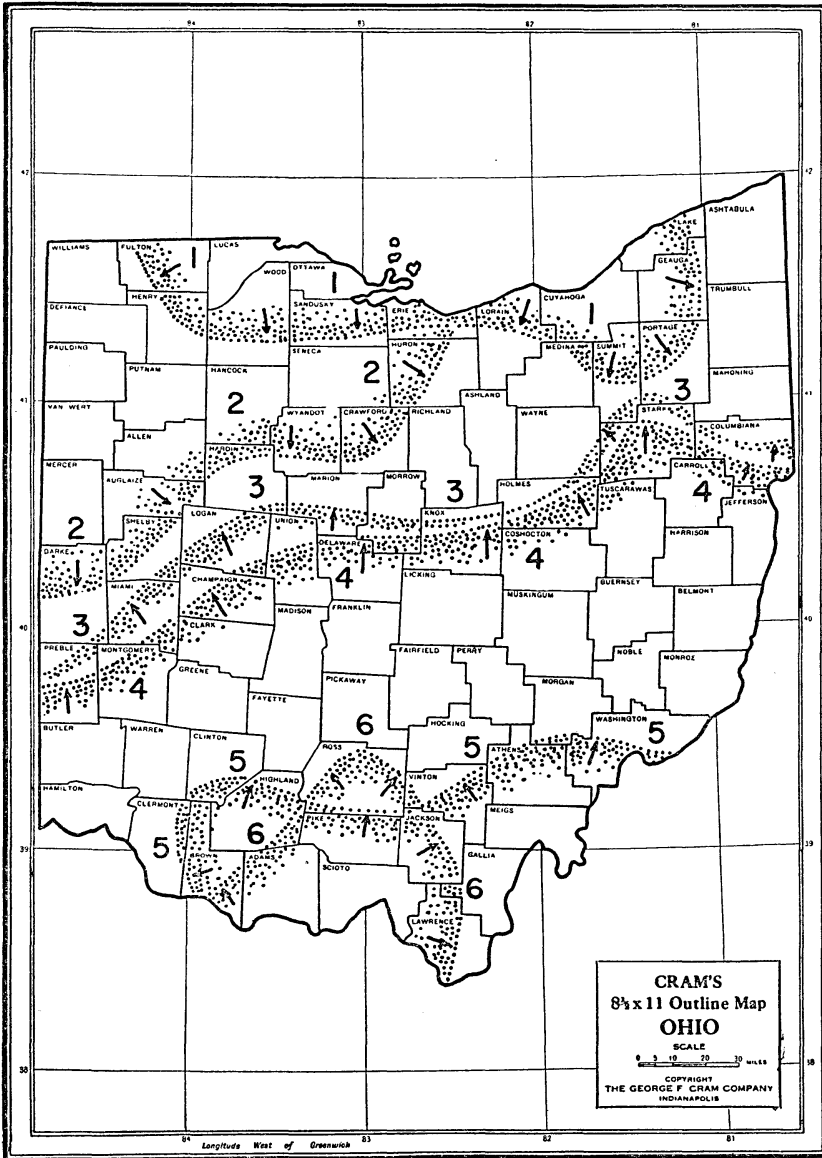 84 83 82 81
42 42
ASHTABULA
LAKE
WILLIAMS FULTON LUCAS
1
OTTAWA
WOOD
1
GEAUGA
HENRY
CUYAHOGA
1
TRUMBULL
DEFIANCE
SANDUSKY
ERIE
LORAIN
PORTAGE
PAULDING
SENECA
HURON
MEDINA
SUMMIT
PUTNAM
HANCOCK
2
MAHONING
3
41 41
2
ASHLAND
VAN WERT
WYANDOT
CRAWFORD
RICHLAND
WAYNE
STARK
COLUMBIANA
ALLEN
HARDIN
MERCER
CARROLL
AUGLAIZE
3
MARION
MORROW
3
HOLMES
TUSCARAWAS
4
JEFFERSON
2
SHELBY
LOGAN
UNION
KNOX
DELAWARE
COSHOCTON
HARRISON
DARKE
4
4
MIAMI
CHAMPAIGN
LICKING
GUERNSEY
BELMONT
MADISON
FRANKLIN
MUSKINGUM
40 40
3
CLARK
PREBLE
MONTGOMERY
FAIRFIELD
PERRY
NOBLE
MONROE
4
GREENE
PICKAWAY
MORGAN
FAYETTE
6
WASHINGTON
BUTLER
WARREN
CLINTON
HOCKING
5
5
ROSS
ATHENS
5
HIGHLAND
VINTON
HAMILTON
CLERMONT
6
PIKE
JACKSON
MEIGS
39 39
5
BROWN
ADAMS
SCIOTO
GALLIA
6
LAWRENCE
CRAM'S
8⅜ x 11 Outline Map
OHIO
SCALE
0 5 10 20 30 MILES
COPYRIGHT
THE GEORGE F CRAM COMPANY
INDIANAPOLIS
38 38
84 83 82 81
Longitude West of Greenwich